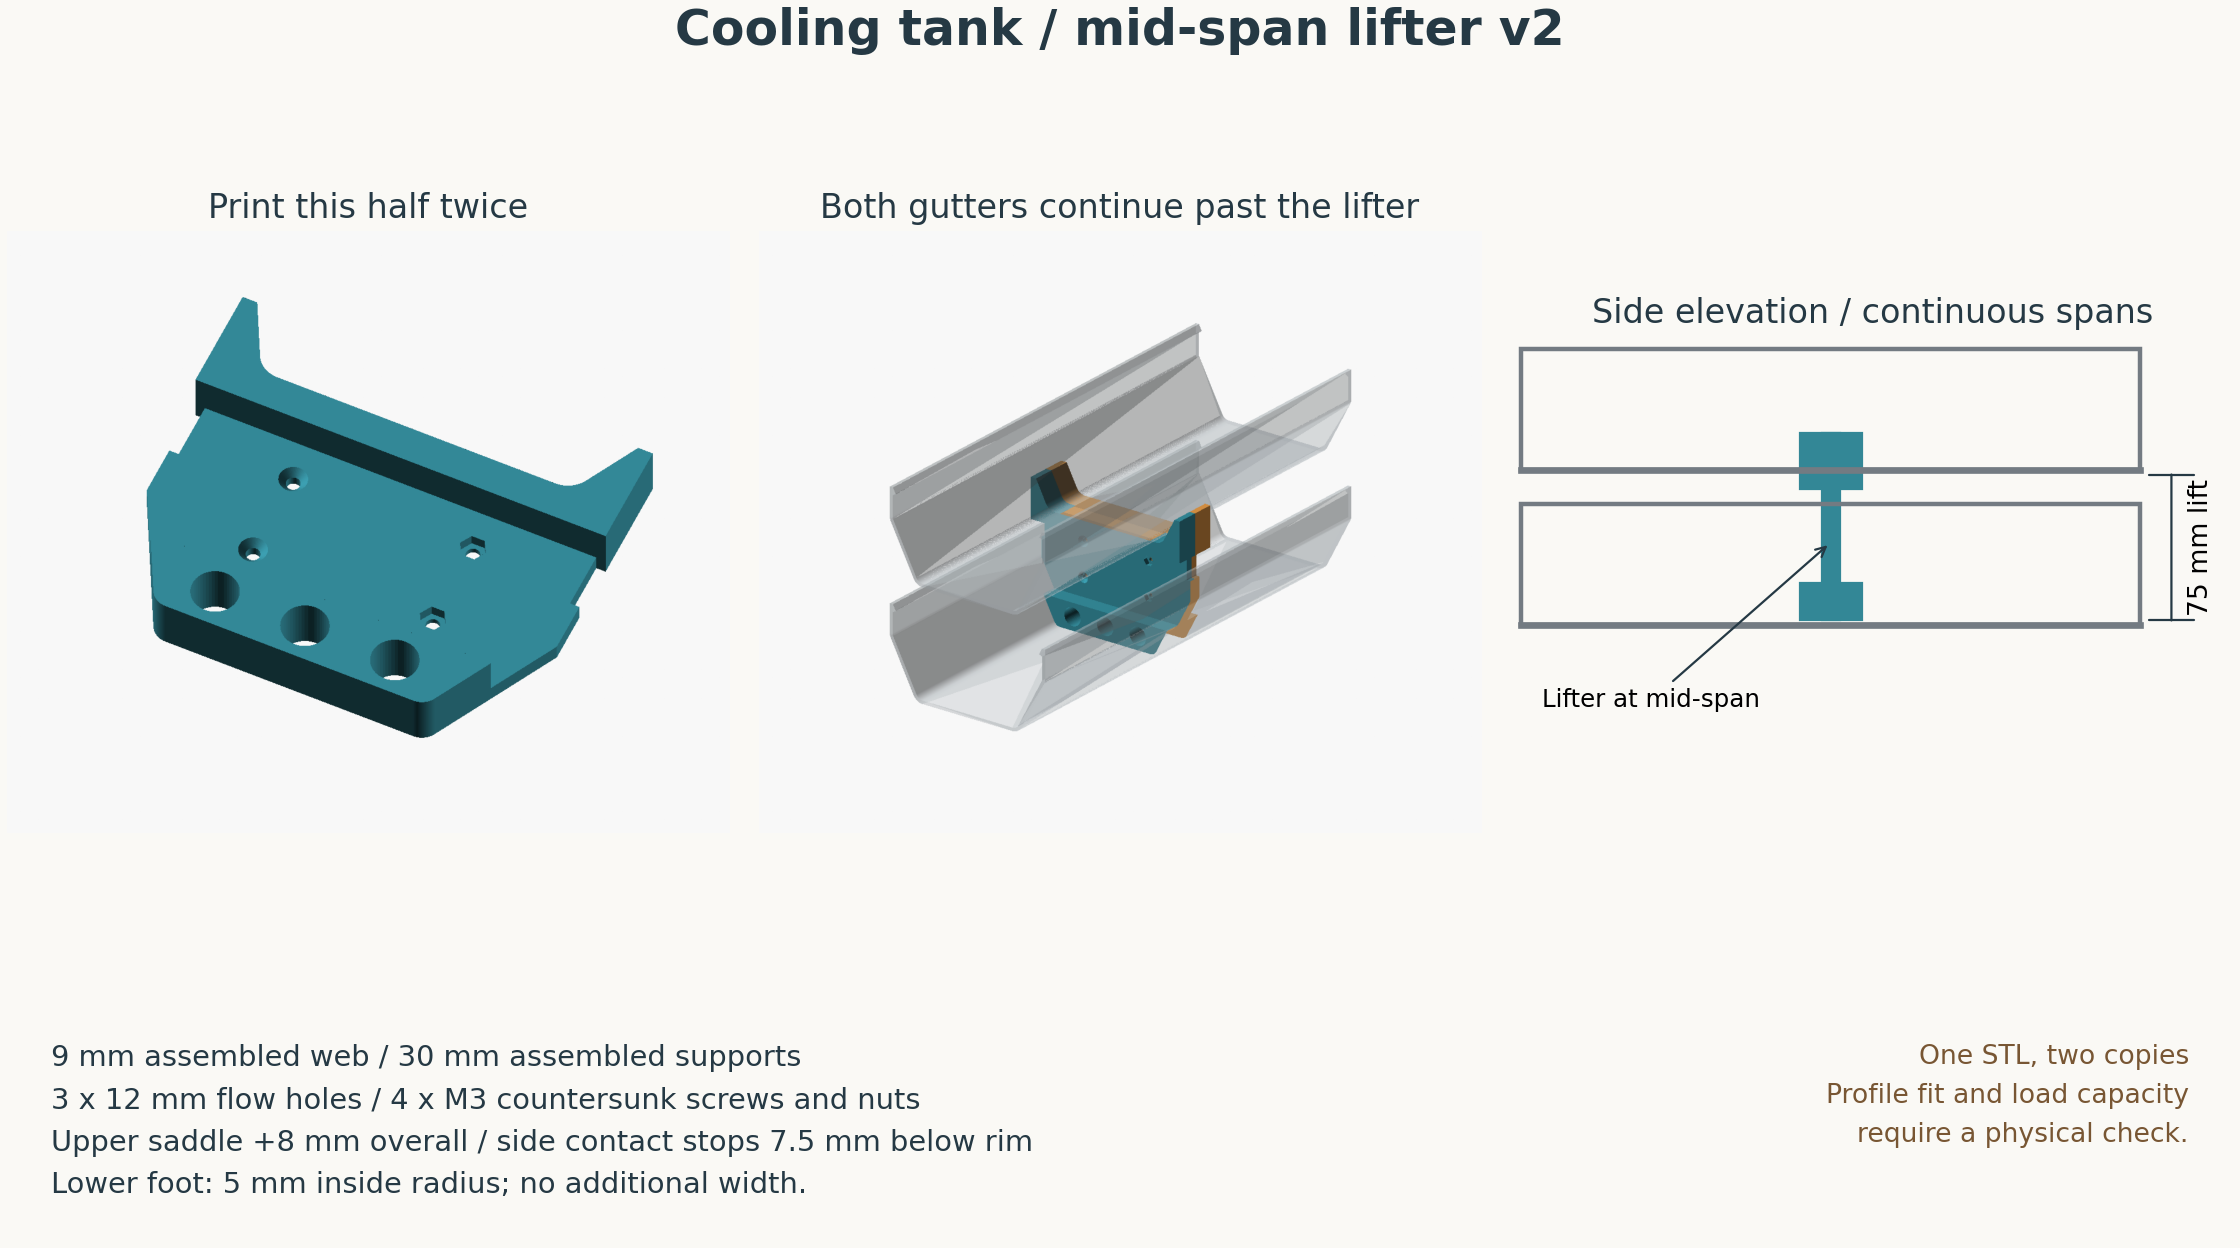 Cooling tank / mid-span lifter v2
Print this half twice
Both gutters continue past the lifter
Side elevation / continuous spans
75 mm lift
Lifter at mid-span
9 mm assembled web / 30 mm assembled supports
3 x 12 mm flow holes / 4 x M3 countersunk screws and nuts
Upper saddle +8 mm overall / side contact stops 7.5 mm below rim
Lower foot: 5 mm inside radius; no additional width.
One STL, two copies
Profile fit and load capacity
require a physical check.